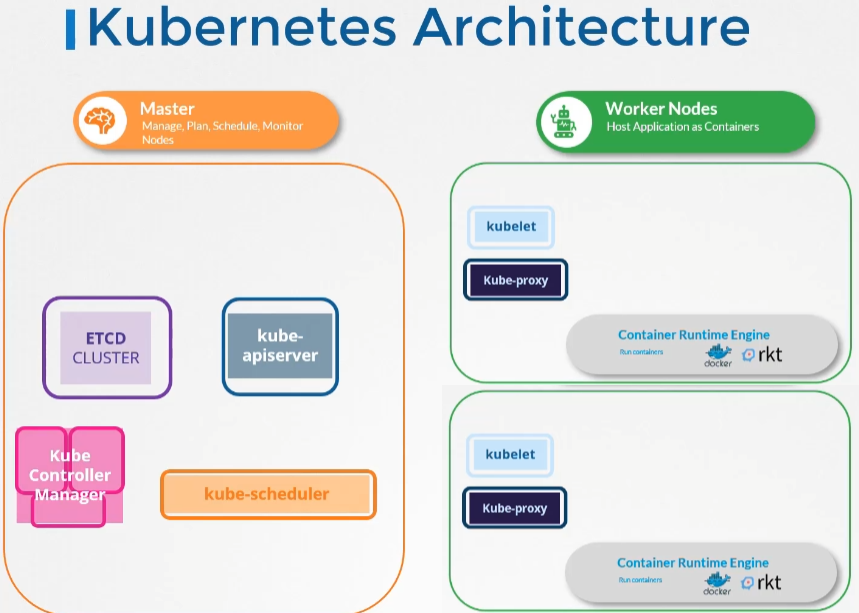 Kubernetes Architecture
Master
Manage, Plan, Schedule, Monitor
Nodes
Worker Nodes
Host Application as Containers
ETCD
CLUSTER
kube-
apiserver
Kube
Controller
Manager
kube-scheduler
kubelet
Kube-proxy
Container Runtime Engine
Run containers
docker
rkt
kubelet
Kube-proxy
Container Runtime Engine
Run containers
docker
rkt